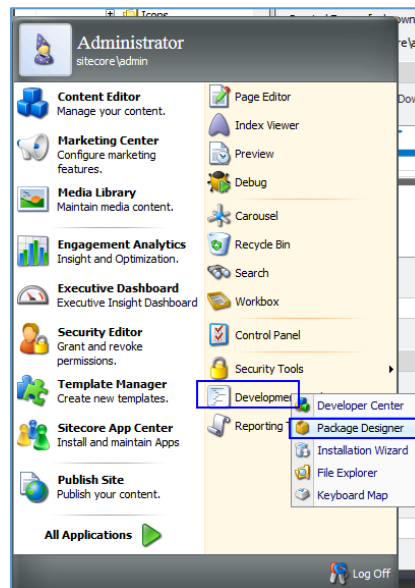 Icons
Administrator
sitecore\admin
Content Editor
Manage your content.
Marketing Center
Configure marketing
features.
Media Library
Maintain media content.
Engagement Analytics
Insight and Optimization.
Executive Dashboard
Executive Insight Dashboard
Security Editor
Grant and revoke
permissions.
Template Manager
Create new templates.
Sitecore App Center
Install and maintain Apps
Publish Site
Publish your content.
All Applications
Page Editor
Index Viewer
Preview
Debug
Carousel
Recycle Bin
Search
Workbox
Control Panel
Security Tools
Developme
Reporting
Developer Center
Package Designer
Installation Wizard
File Explorer
Keyboard Map
Log Off